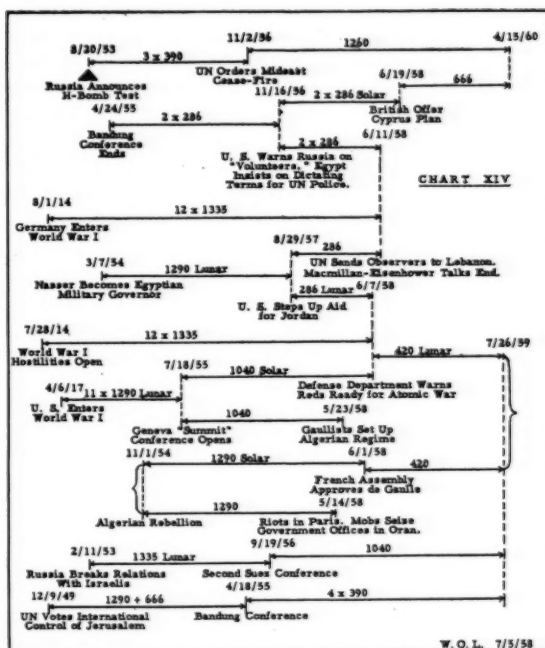 8/20/53
3 x 390
11/2/56
1260
4/15/60
Russia Announces
H-Bomb Test
UN Orders Mideast
Cease-Fire
4/24/55
2 x 286
11/16/56
2 x 286 Solar
6/19/58
666
Bandung
Conference
Ends
British Offer
Cyprus Plan
2 x 286
6/11/58
U. S. Warns Russia on
"Volunteers," Egypt
Insists on Dictating
Terms for UN Police.
CHART XIV
8/1/14
12 x 1335
Germany Enters
World War I
8/29/57
286
UN Sends Observers to Lebanon.
Macmillan-Eisenhower Talks End.
3/7/54
1290 Lunar
Nasser Becomes Egyptian
Military Governor
286 Lunar
6/7/58
U. S. Steps Up Aid
for Jordan
7/28/14
12 x 1335
World War I
Hostilities Open
420 Lunar
7/26/59
7/18/55
1040 Solar
Defense Department Warns
Reds Ready for Atomic War
4/6/17
11 x 1290 Lunar
U. S. Enters
World War I
1040
5/23/58
Geneva "Summit"
Conference Opens
Gaullists Set Up
Algerian Regime
11/1/54
1290 Solar
6/1/58
420
French Assembly
Approves de Gaulle
1290
5/14/58
Algerian Rebellion
Riots in Paris. Mobs Seize
Government Offices in Oran.
2/11/53
1335 Lunar
9/19/56
1040
Russia Breaks Relations
With Israelis
Second Suez Conference
12/9/49
1290 + 666
4/18/55
4 x 390
UN Votes International
Control of Jerusalem
Bandung Conference
W. O. L. 7/5/58